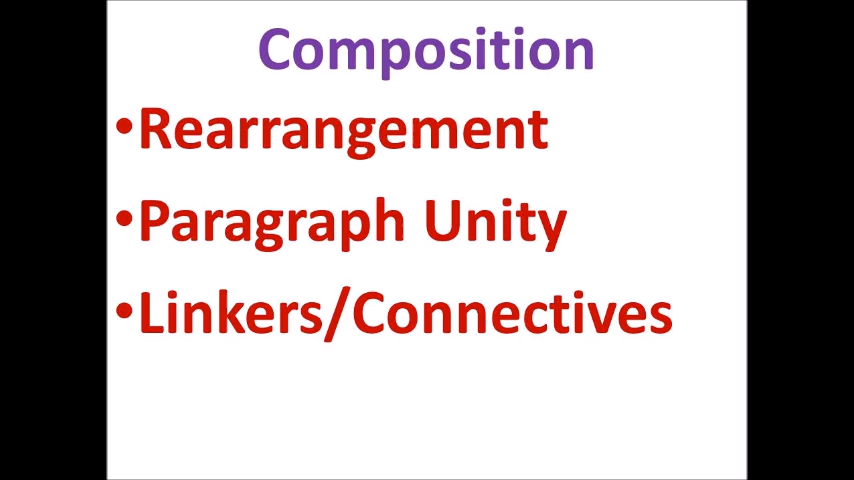 Composition
•Rearrangement
•Paragraph Unity
•Linkers/Connectives